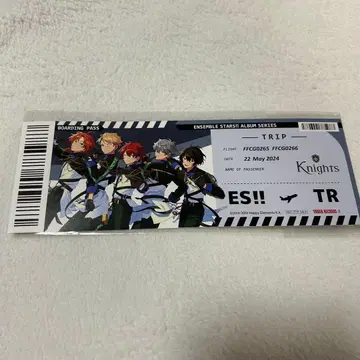 BOARDING PASS
ENSEMBLE STARS!! ALBUM SERIES
TRIP
FLIGHT FFCG0265 FFCG0266
DATE 22 May 2024
NAME OF PASSENGER
Knights
ES!! TR